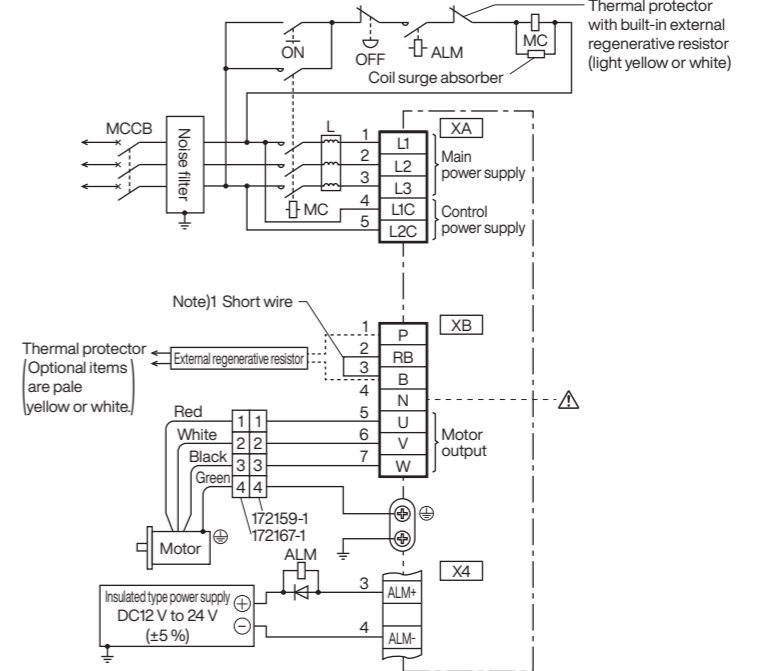 Thermal protector
with built-in external
regenerative resistor
(light yellow or white)
ON
OFF
ALM
MC
Coil surge absorber
MCCB
Noise filter
L
MC
XA
1 L1
2 L2
3 L3
Main
power supply
4 L1C
5 L2C
Control
power supply
Note)1 Short wire
XB
Thermal protector
(Optional items
are pale
yellow or white.)
External regenerative resistor
1 P
2 RB
3 B
4 N
5 U
6 V
7 W
Motor
output
Red
White
Black
Green
1 1
2 2
3 3
4 4
172159-1
172167-1
Motor
ALM
X4
Insulated type power supply
DC12 V to 24 V
(±5 %)
+
−
3 ALM+
4 ALM-